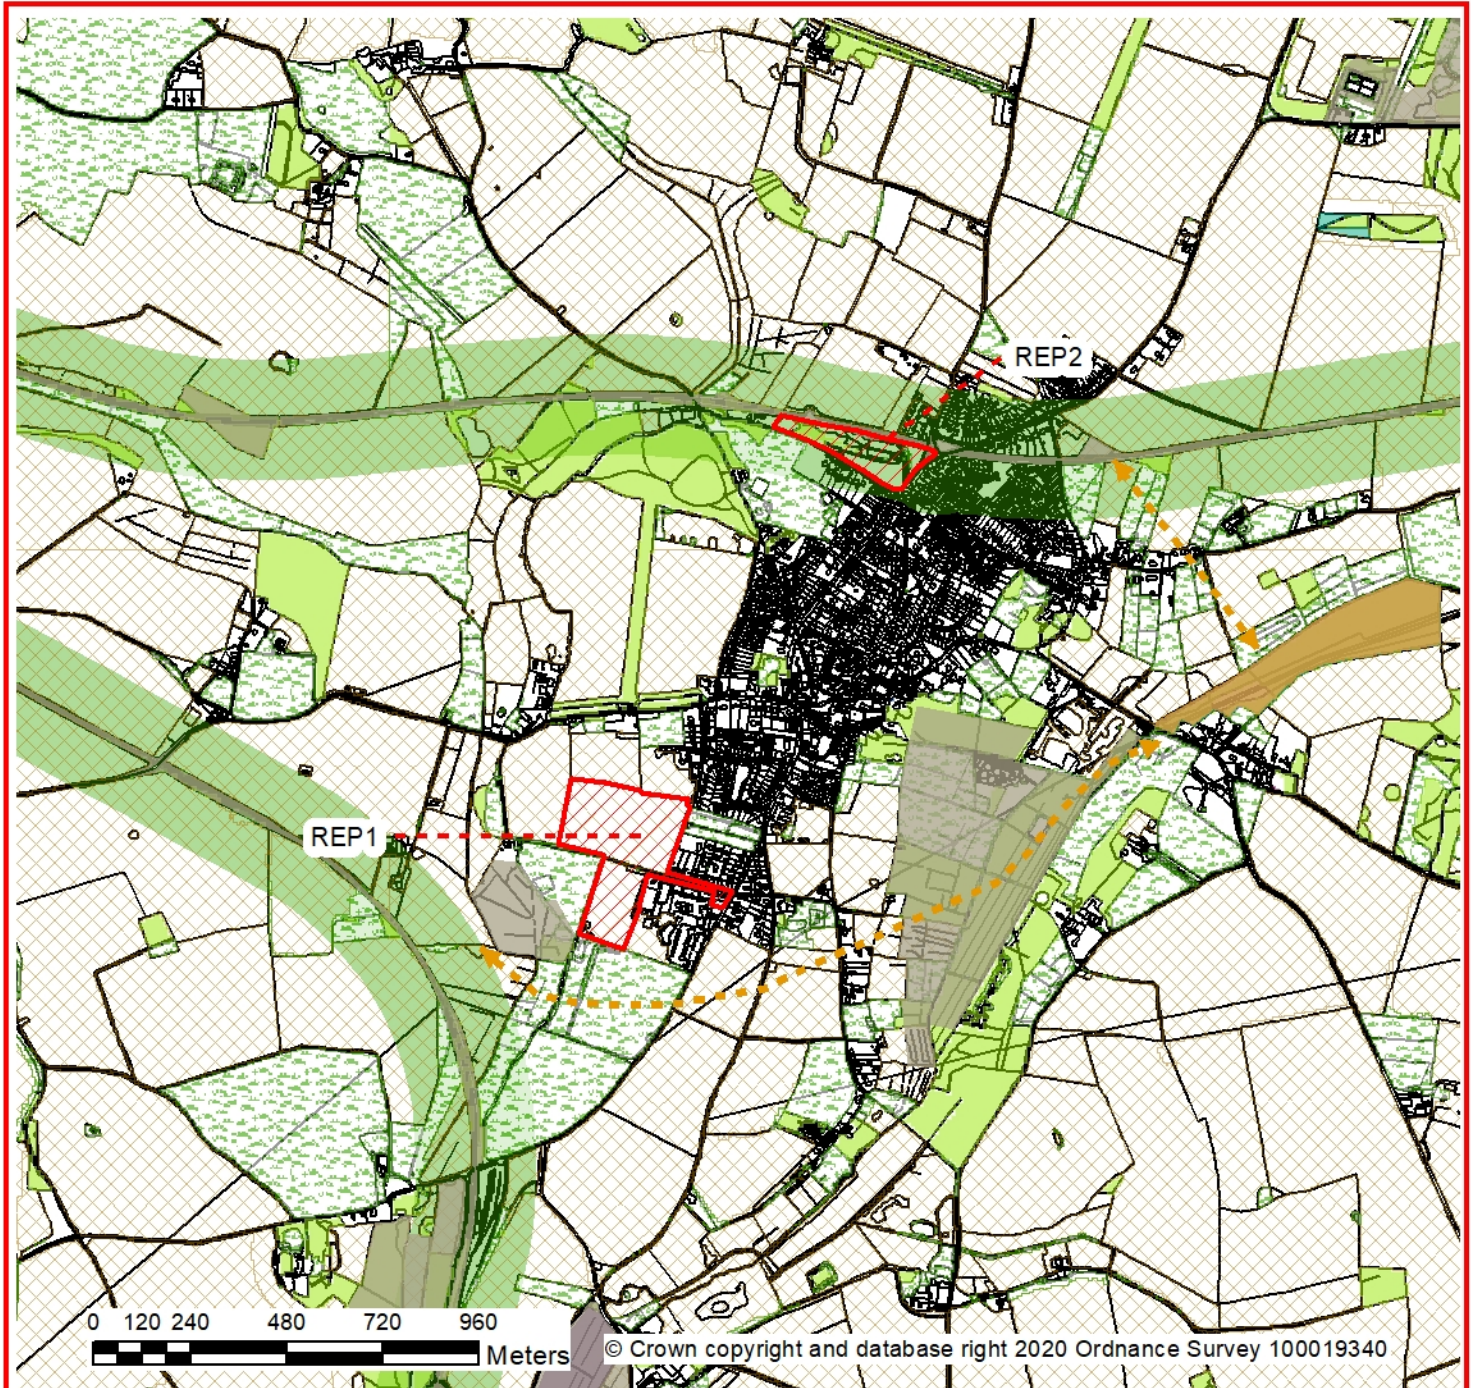 REP2
REP1
0 120 240 480 720 960
Meters
© Crown copyright and database right 2020 Ordnance Survey 100019340